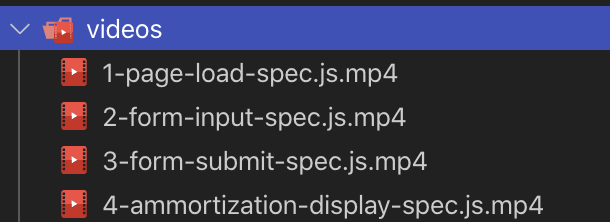 videos
1-page-load-spec.js.mp4
2-form-input-spec.js.mp4
3-form-submit-spec.js.mp4
4-ammortization-display-spec.js.mp4